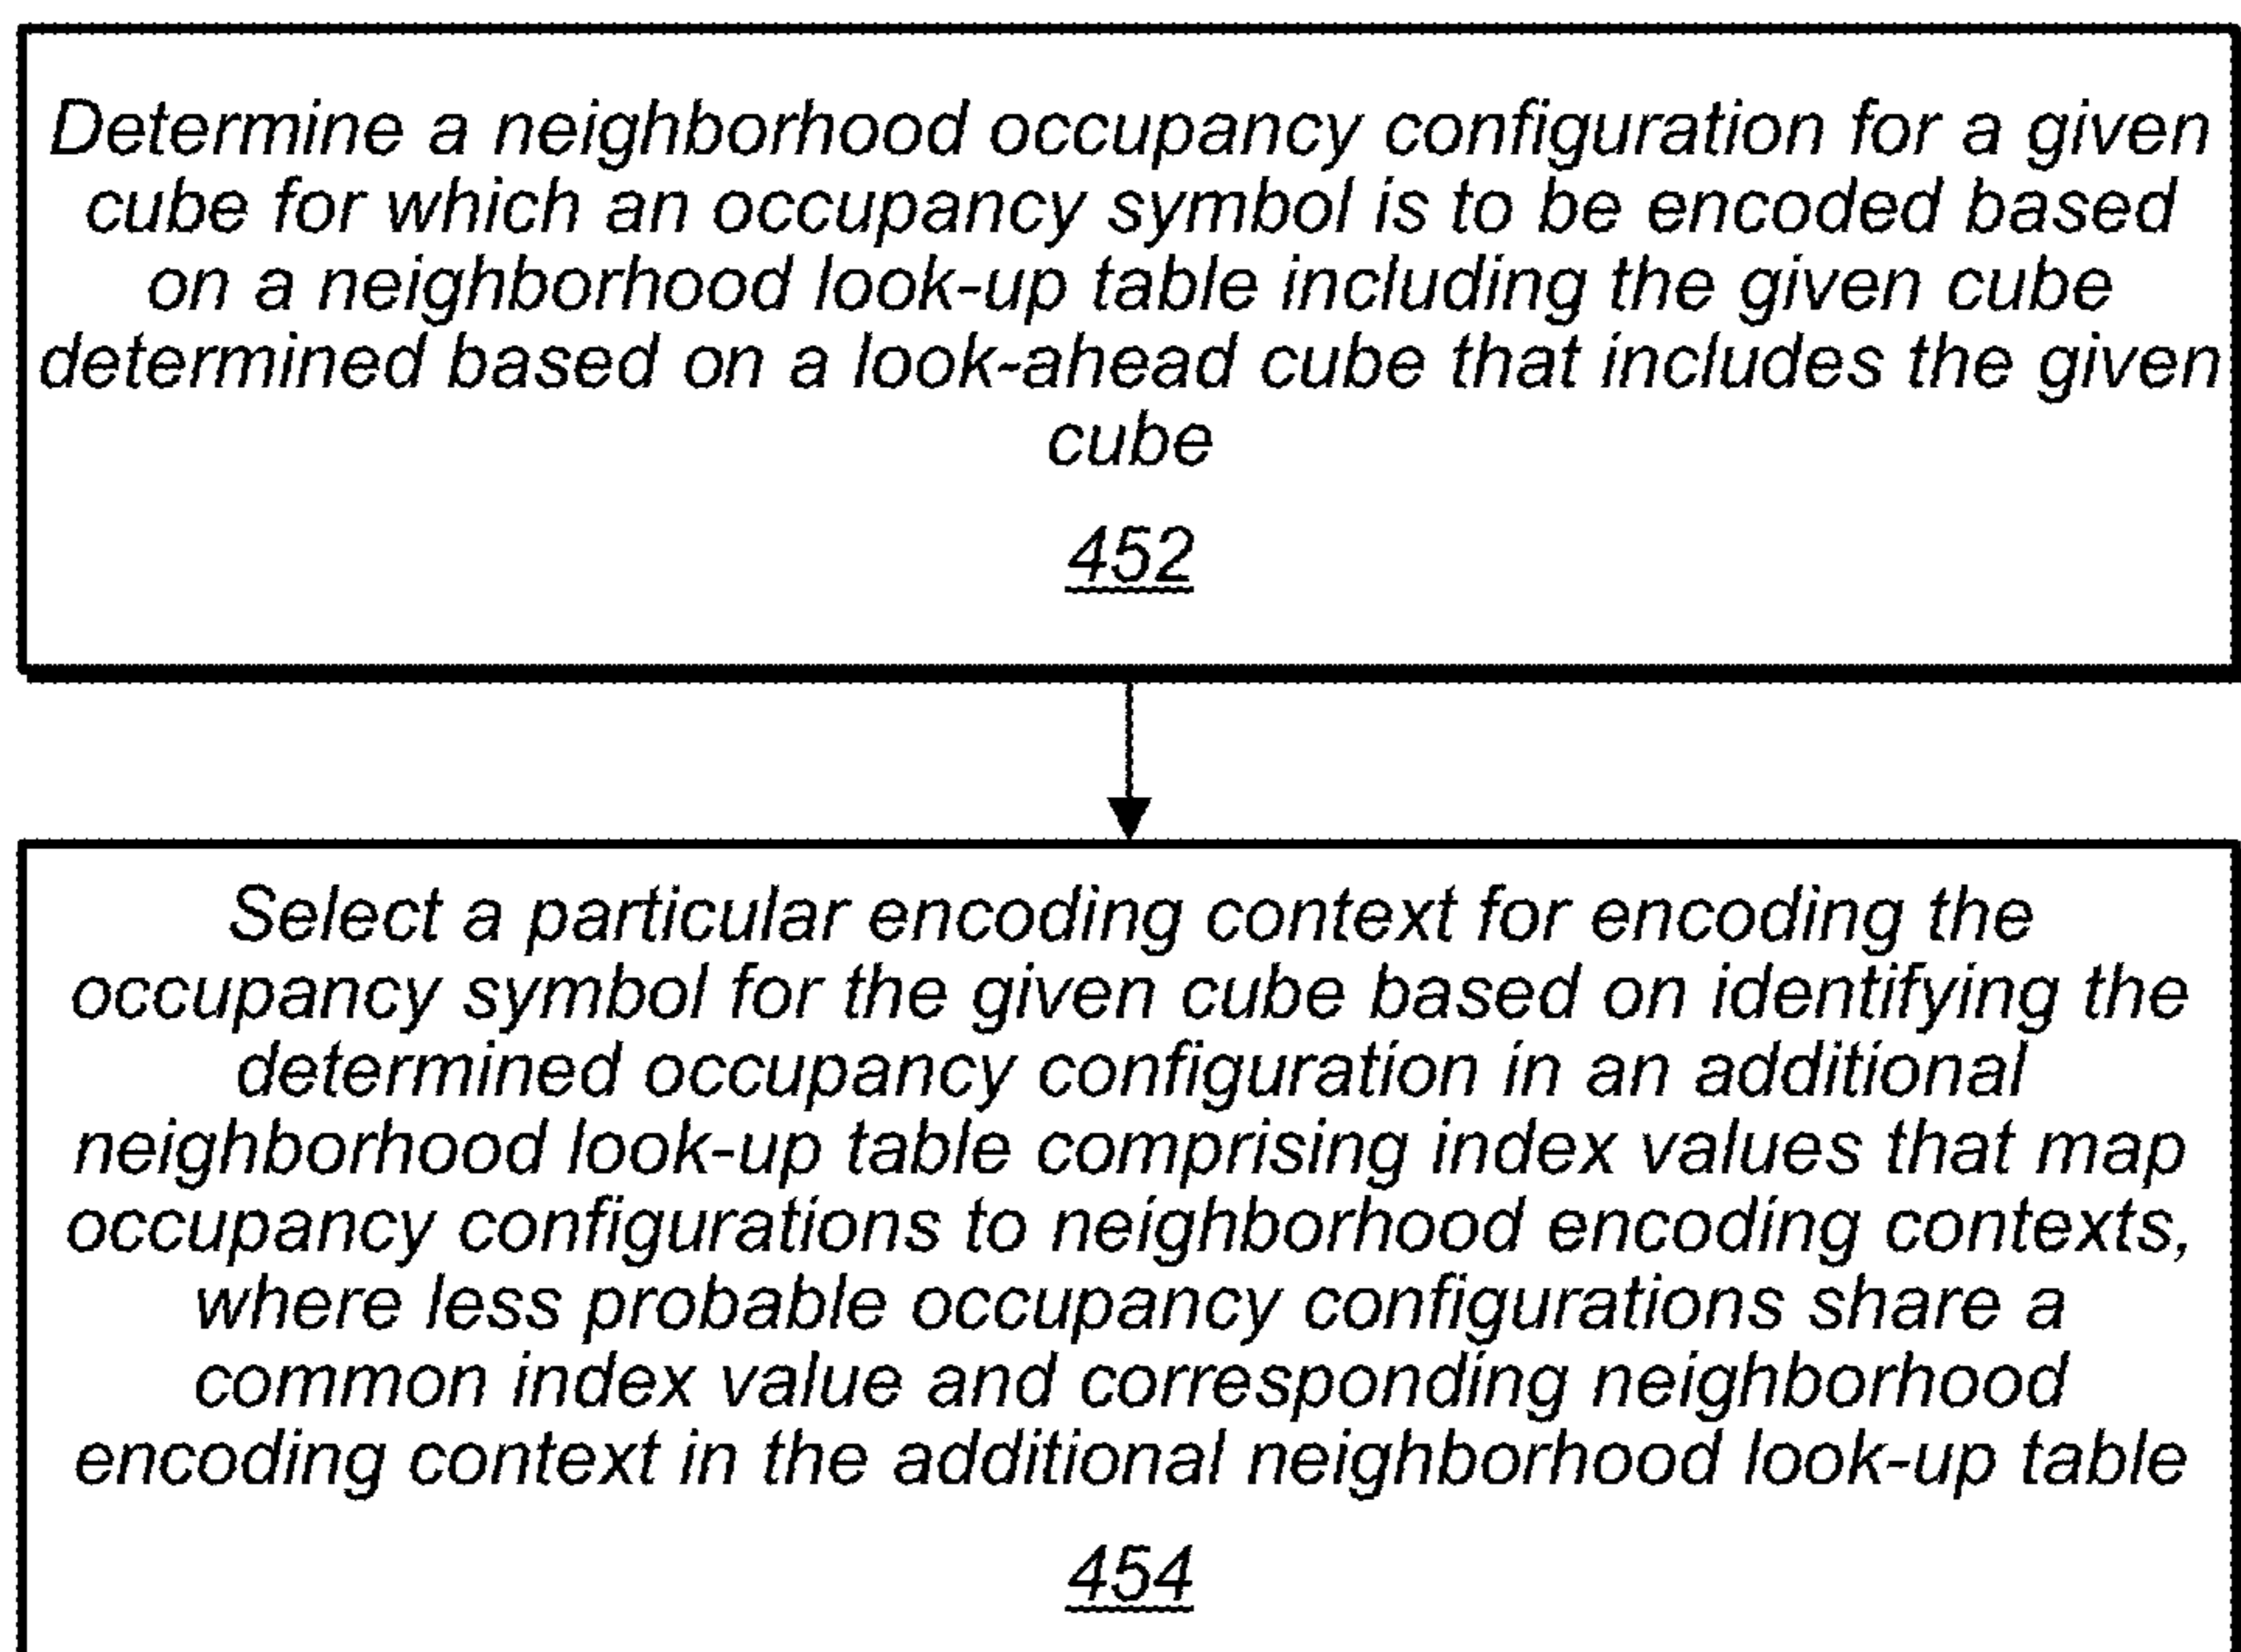 Determine a neighborhood occupancy configuration for a given
cube for which an occupancy symbol is to be encoded based
on a neighborhood look-up table including the given cube
determined based on a look-ahead cube that includes the given
cube
452
Select a particular encoding context for encoding the
occupancy symbol for the given cube based on identifying the
determined occupancy configuration in an additional
neighborhood look-up table comprising index values that map
occupancy configurations to neighborhood encoding contexts,
where less probable occupancy configurations share a
common index value and corresponding neighborhood
encoding context in the additional neighborhood look-up table
454